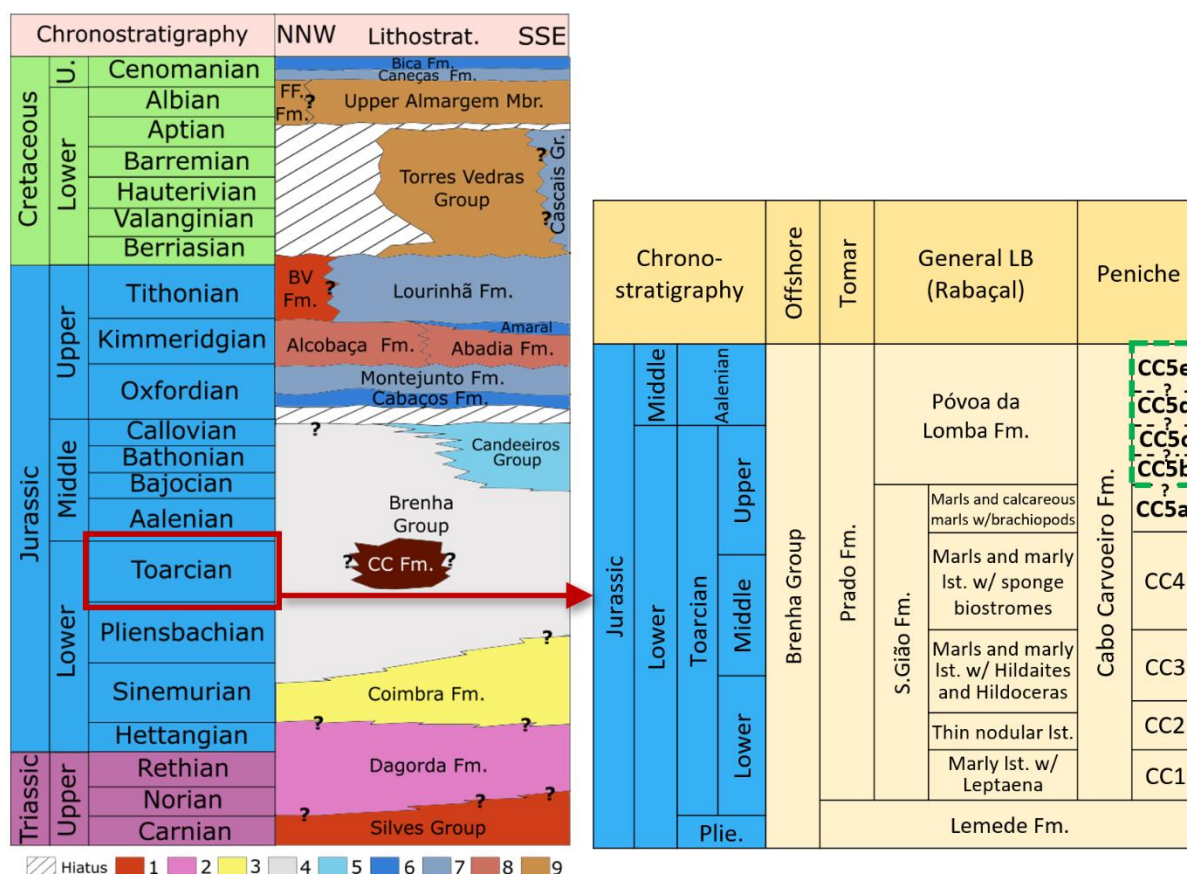 Chronostratigraphy NNW Lithostrat. SSE
Cretaceous
U.
Lower
Cenomanian
Albian
Aptian
Barremian
Hauterivian
Valanginian
Berriasian
Bica Fm.
Caneças Fm.
FF. ?
Fm.
Upper Almargem Mbr.
Torres Vedras
Group
?
?
Cascais Gr.
Jurassic
Upper
Middle
Lower
Tithonian
Kimmeridgian
Oxfordian
Callovian
Bathonian
Bajocian
Aalenian
Toarcian
Pliensbachian
Sinemurian
Hettangian
BV
Fm. ?
Lourinhã Fm.
Amaral
Alcobaça Fm.
Abadia Fm.
Montejunto Fm.
Cabaços Fm.
?
Candeeiros
Group
Brenha
Group
? CC Fm. ?
?
Coimbra Fm.
? ?
Triassic
Upper
Rethian
Norian
Carnian
Dagorda Fm.
? ? ?
Silves Group
Hiatus 1 2 3 4 5 6 7 8 9
Chrono-
stratigraphy
Offshore
Tomar
General LB
(Rabaçal)
Peniche
Jurassic
Middle
Lower
Aalenian
Toarcian
Upper
Middle
Lower
Plie.
Brenha Group
Prado Fm.
Póvoa da
Lomba Fm.
S.Gião Fm.
Marls and calcareous
marls w/brachiopods
Marls and marly
lst. w/ sponge
biostromes
Marls and marly
lst. w/ Hildaites
and Hildoceras
Thin nodular lst.
Marly lst. w/
Leptaena
Lemede Fm.
Cabo Carvoeiro Fm.
CC5e
?
CC5d
?
CC5c
?
CC5b
?
CC5a
CC4
CC3
CC2
CC1